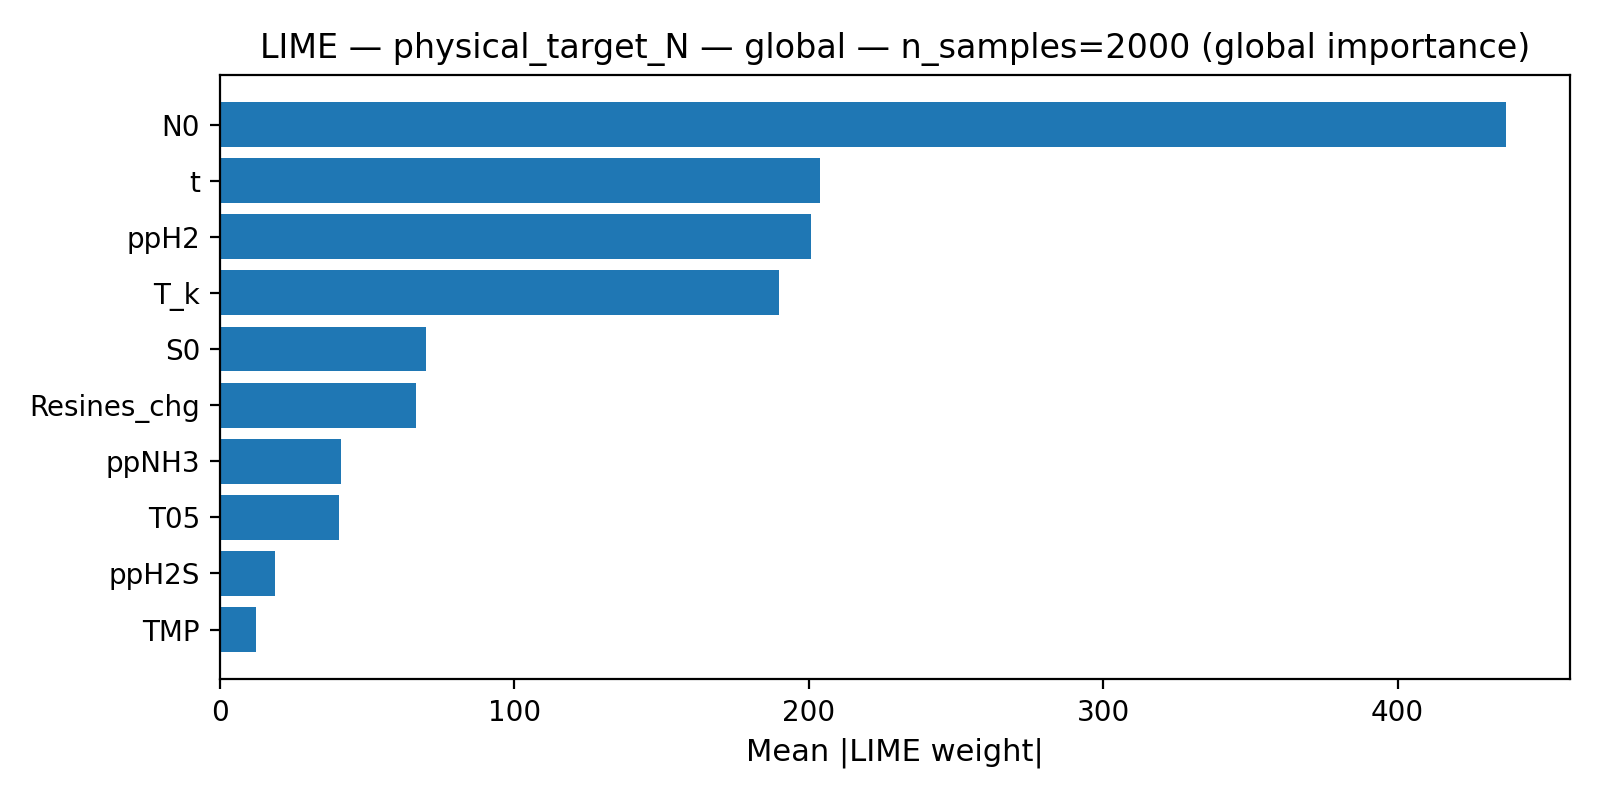 LIME — physical_target_N — global — n_samples=2000 (global importance)
N0
t
ppH2
T_k
S0
Resines_chg
ppNH3
T05
ppH2S
TMP
0 100 200 300 400
Mean |LIME weight|